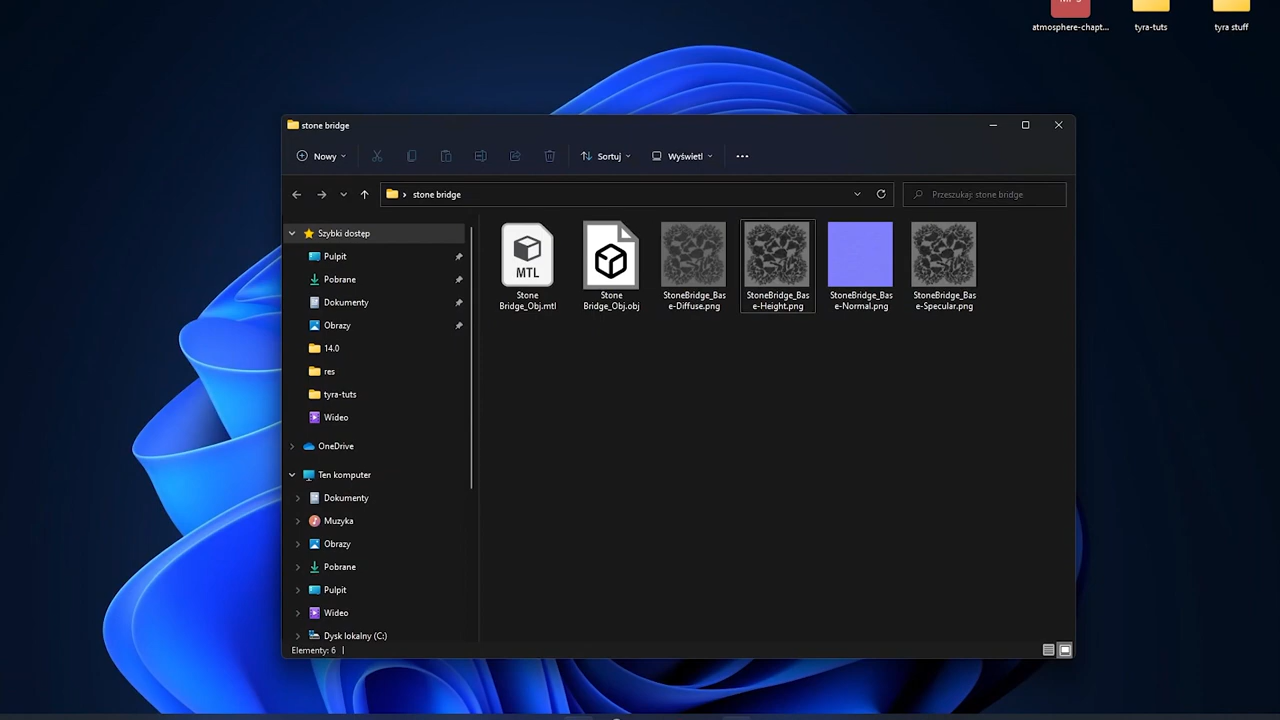 atmosphere-chapt...
tyra-tuts
tyra stuff
stone bridge
Nowy
Sortuj
Wyświetl
stone bridge
Przeszukaj: stone bridge
Szybki dostęp
Pulpit
Pobrane
Dokumenty
Obrazy
14.0
res
tyra-tuts
Wideo
OneDrive
Ten komputer
Dokumenty
Muzyka
Obrazy
Pobrane
Pulpit
Wideo
Dysk lokalny (C:)
MTL
Stone
Bridge_Obj.mtl
Stone
Bridge_Obj.obj
StoneBridge_Bas
e-Diffuse.png
StoneBridge_Bas
e-Height.png
StoneBridge_Bas
e-Normal.png
StoneBridge_Bas
e-Specular.png
Elementy: 6